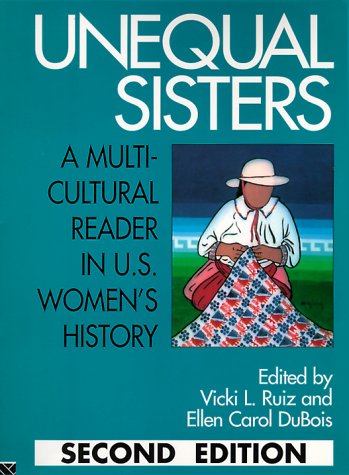 UNEQUAL
SISTERS
A MULTI-
CULTURAL
READER
IN U.S.
WOMEN'S
HISTORY
Edited by
Vicki L. Ruiz and
Ellen Carol DuBois
SECOND EDITION